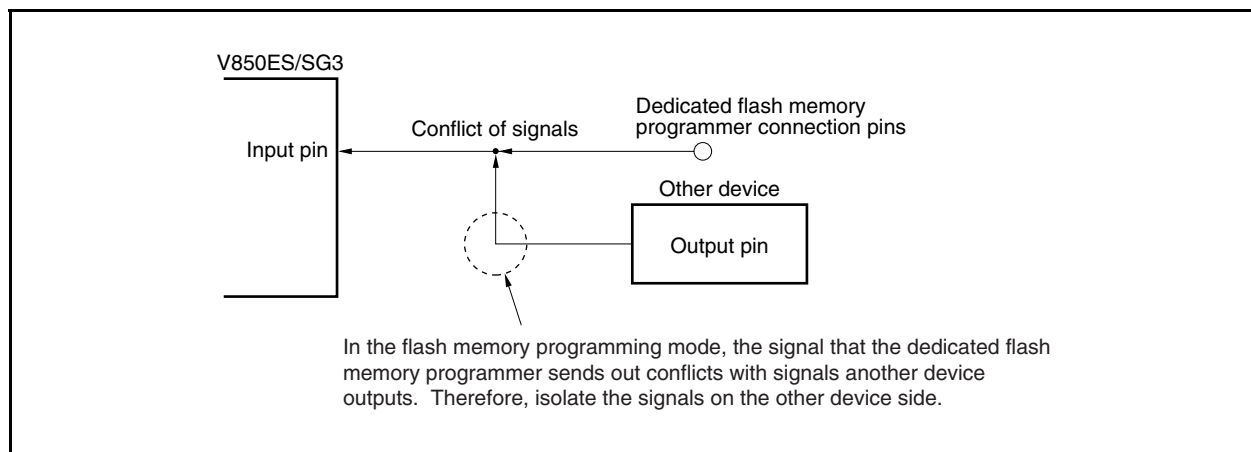 V850ES/SG3
Dedicated flash memory
programmer connection pins
Conflict of signals
Input pin
Other device
Output pin
In the flash memory programming mode, the signal that the dedicated flash
memory programmer sends out conflicts with signals another device
outputs.  Therefore, isolate the signals on the other device side.